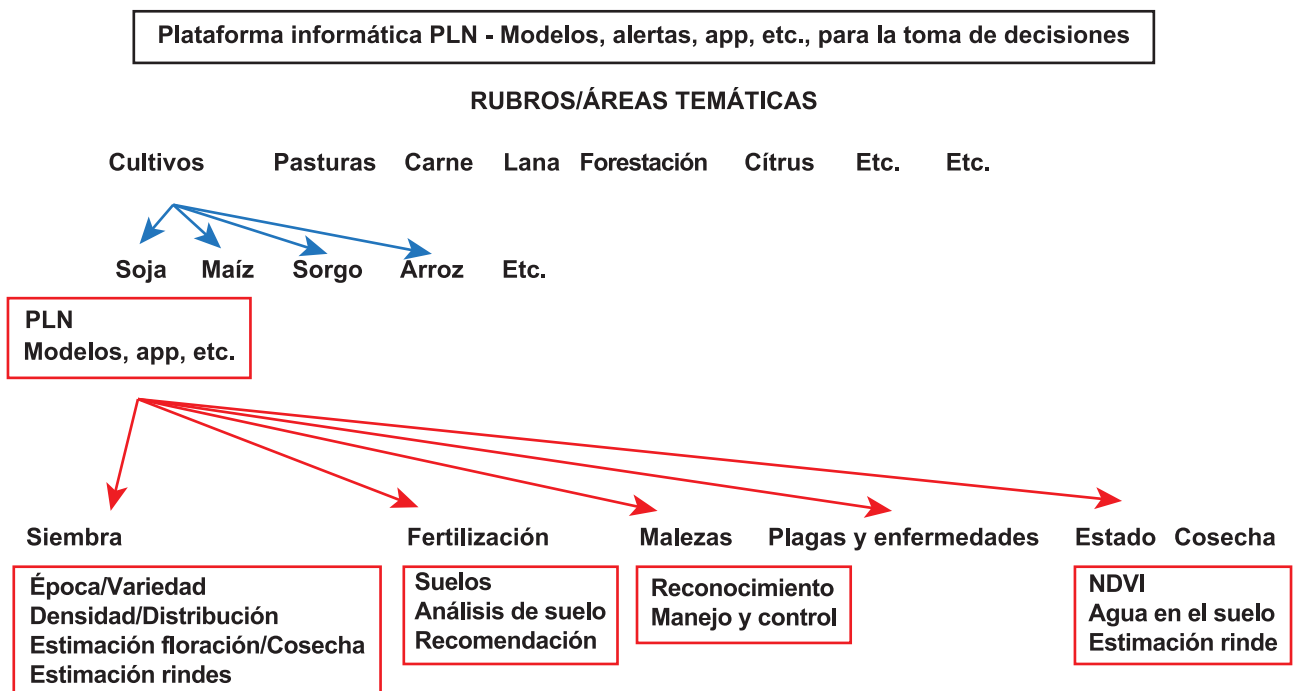 Plataforma informática PLN - Modelos, alertas, app, etc., para la toma de decisiones
RUBROS/ÁREAS TEMÁTICAS
Cultivos Pasturas Carne Lana Forestación Cítrus Etc. Etc.
Soja Maíz Sorgo Arroz Etc.
PLN
Modelos, app, etc.
Siembra Fertilización Malezas Plagas y enfermedades Estado Cosecha
Época/Variedad
Densidad/Distribución
Estimación floración/Cosecha
Estimación rindes
Suelos
Análisis de suelo
Recomendación
Reconocimiento
Manejo y control
NDVI
Agua en el suelo
Estimación rinde